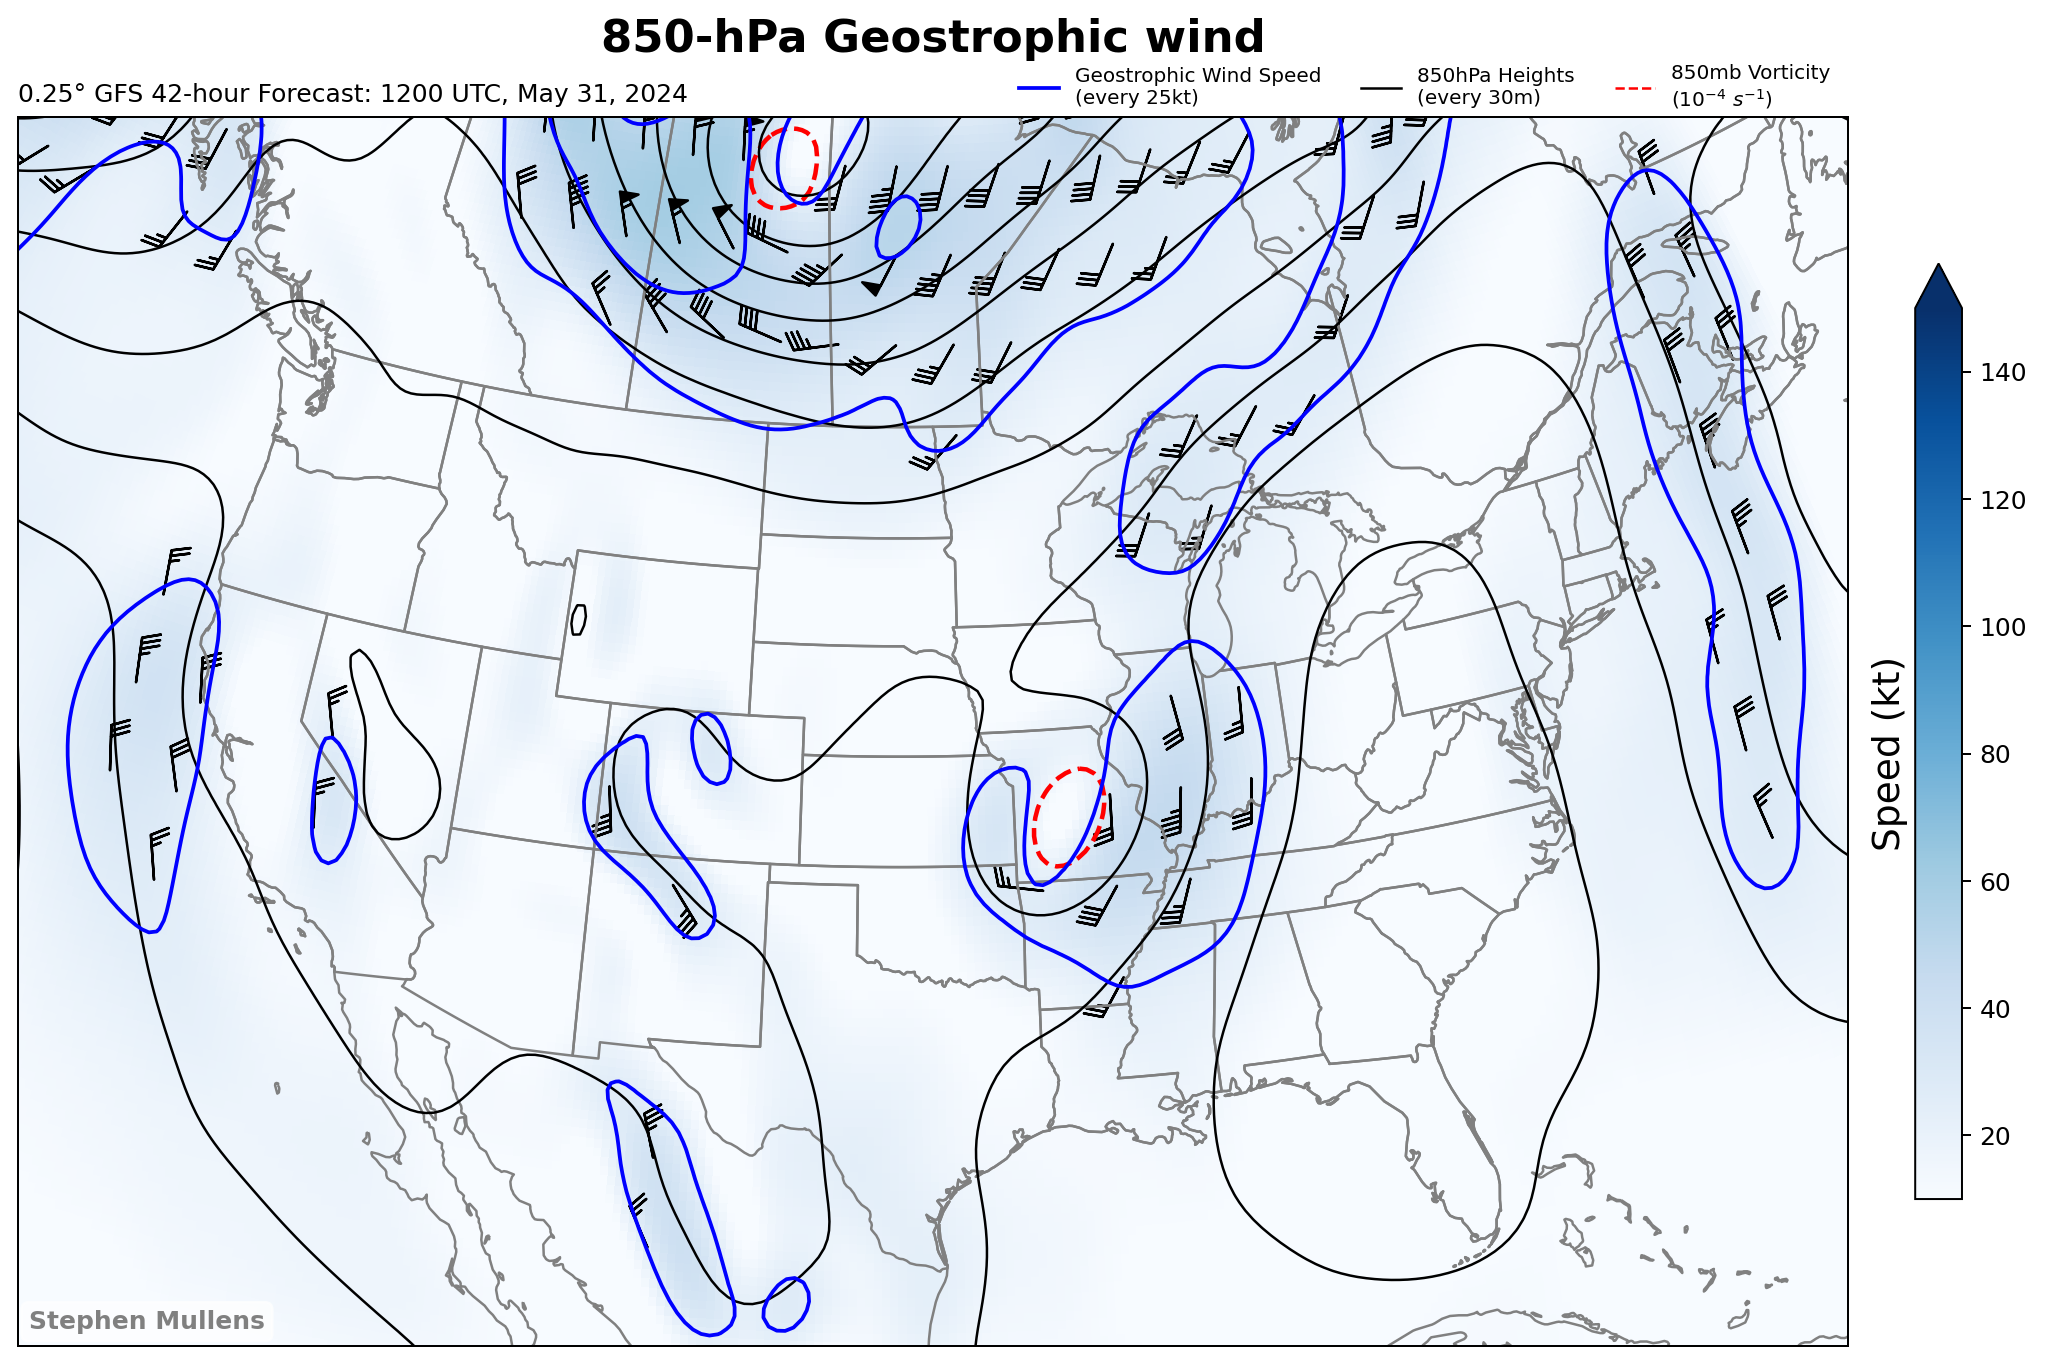 850-hPa Geostrophic wind
0.25° GFS 42-hour Forecast: 1200 UTC, May 31, 2024
Geostrophic Wind Speed
(every 25kt)
850hPa Heights
(every 30m)
850mb Vorticity
(10⁻⁴ s⁻¹)
140
120
100
80
60
40
20
Speed (kt)
Stephen Mullens